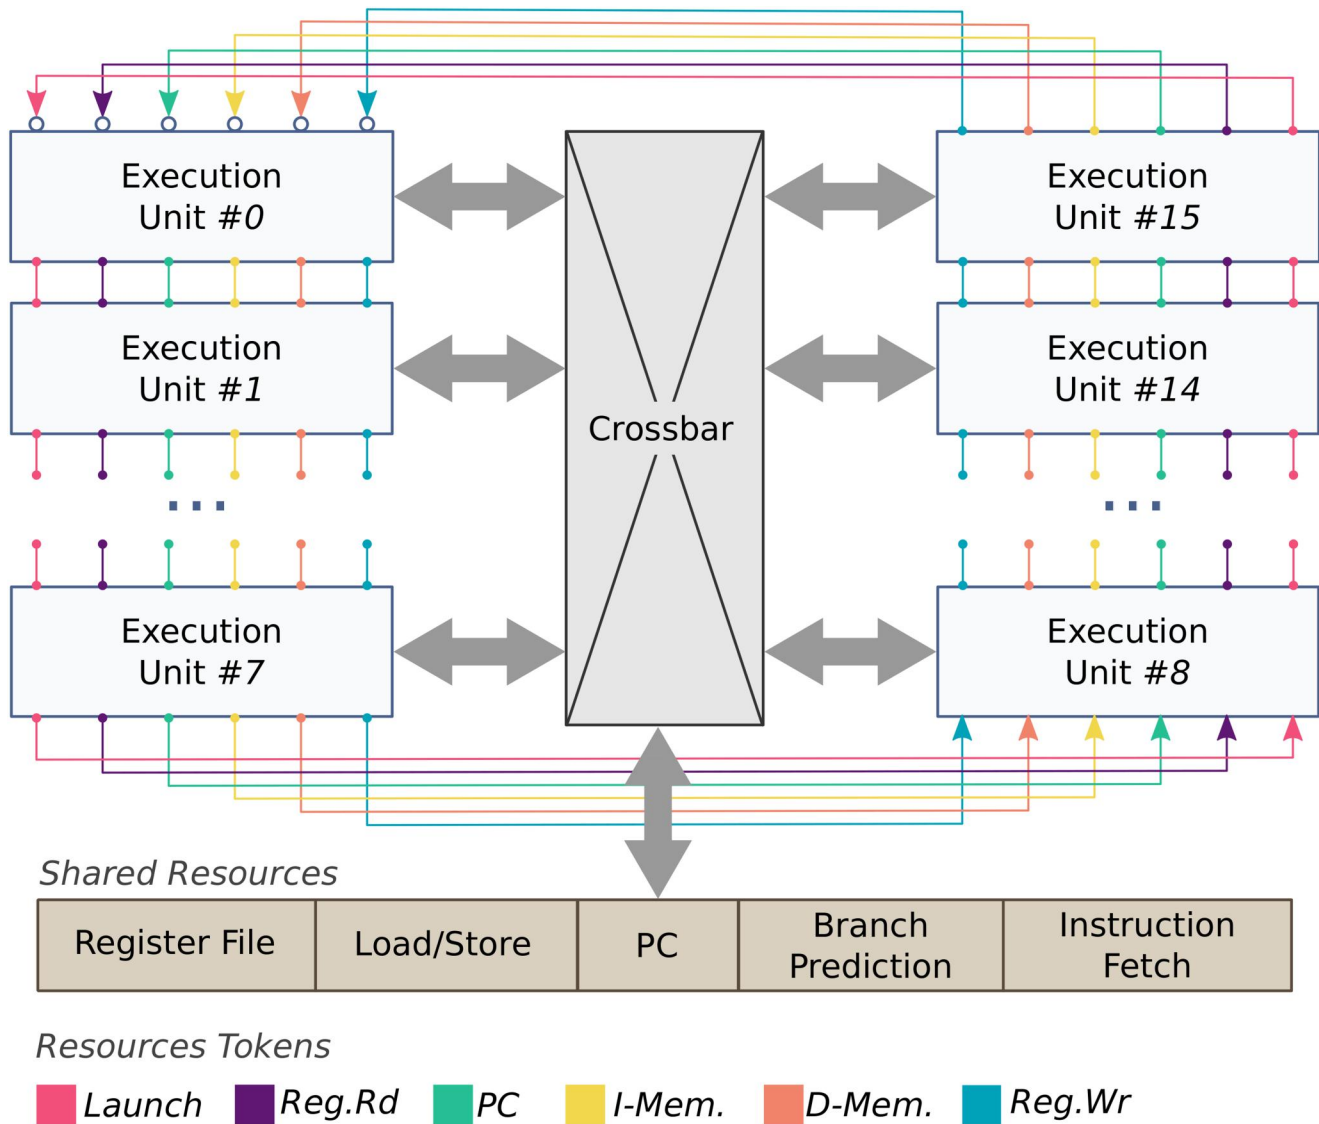 Execution
Unit #0
Execution
Unit #15
Execution
Unit #1
Execution
Unit #14
Crossbar
Execution
Unit #7
Execution
Unit #8
Shared Resources
Register File
Load/Store
PC
Branch
Prediction
Instruction
Fetch
Resources Tokens
Launch
Reg.Rd
PC
I-Mem.
D-Mem.
Reg.Wr